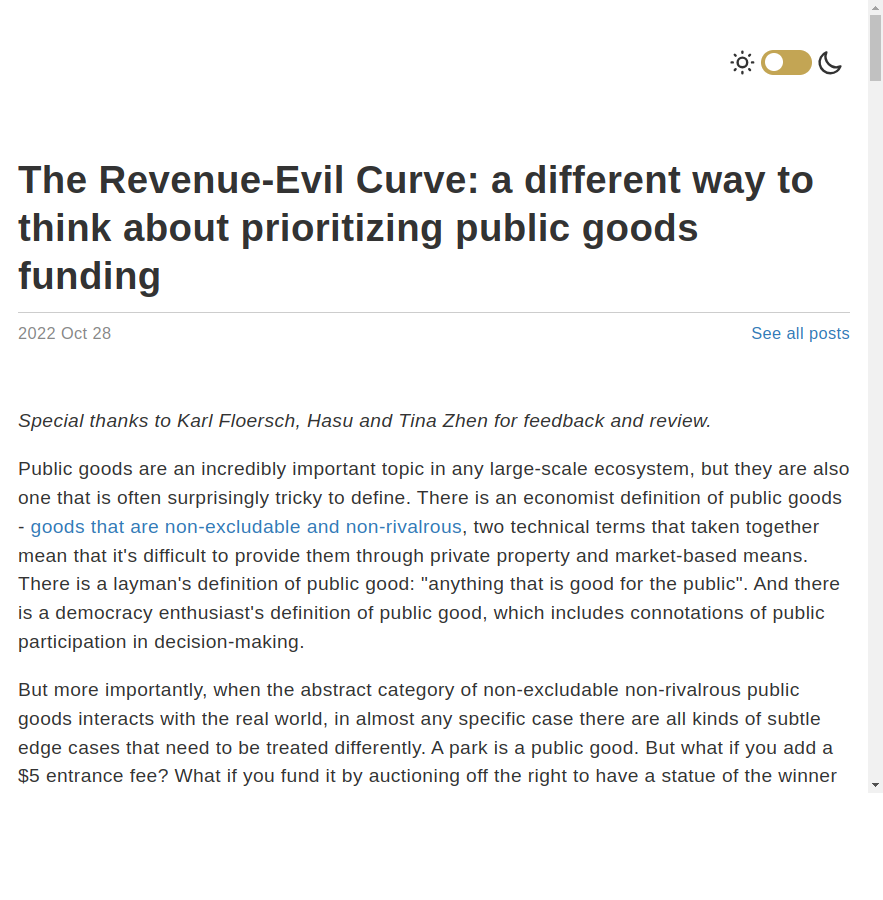 The Revenue-Evil Curve: a different way to
think about prioritizing public goods
funding
2022 Oct 28
See all posts
Special thanks to Karl Floersch, Hasu and Tina Zhen for feedback and review.
Public goods are an incredibly important topic in any large-scale ecosystem, but they are also
one that is often surprisingly tricky to define. There is an economist definition of public goods
- goods that are non-excludable and non-rivalrous, two technical terms that taken together
mean that it's difficult to provide them through private property and market-based means.
There is a layman's definition of public good: "anything that is good for the public". And there
is a democracy enthusiast's definition of public good, which includes connotations of public
participation in decision-making.
But more importantly, when the abstract category of non-excludable non-rivalrous public
goods interacts with the real world, in almost any specific case there are all kinds of subtle
edge cases that need to be treated differently. A park is a public good. But what if you add a
$5 entrance fee? What if you fund it by auctioning off the right to have a statue of the winner